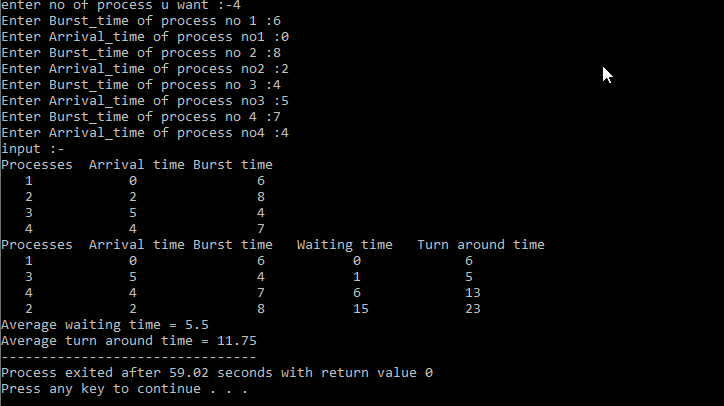 enter no of process u want :-4
Enter Burst_time of process no 1 :6
Enter Arrival_time of process no1 :0
Enter Burst_time of process no 2 :8
Enter Arrival_time of process no2 :2
Enter Burst_time of process no 3 :4
Enter Arrival_time of process no3 :5
Enter Burst_time of process no 4 :7
Enter Arrival_time of process no4 :4
input :-
Processes  Arrival time Burst time
   1            0               6
   2            2               8
   3            5               4
   4            4               7
Processes  Arrival time Burst time   Waiting time   Turn around time
   1            0               6           0             6
   3            5               4           1             5
   4            4               7           6             13
   2            2               8           15            23
Average waiting time = 5.5
Average turn around time = 11.75
--------------------------------
Process exited after 59.02 seconds with return value 0
Press any key to continue . . .